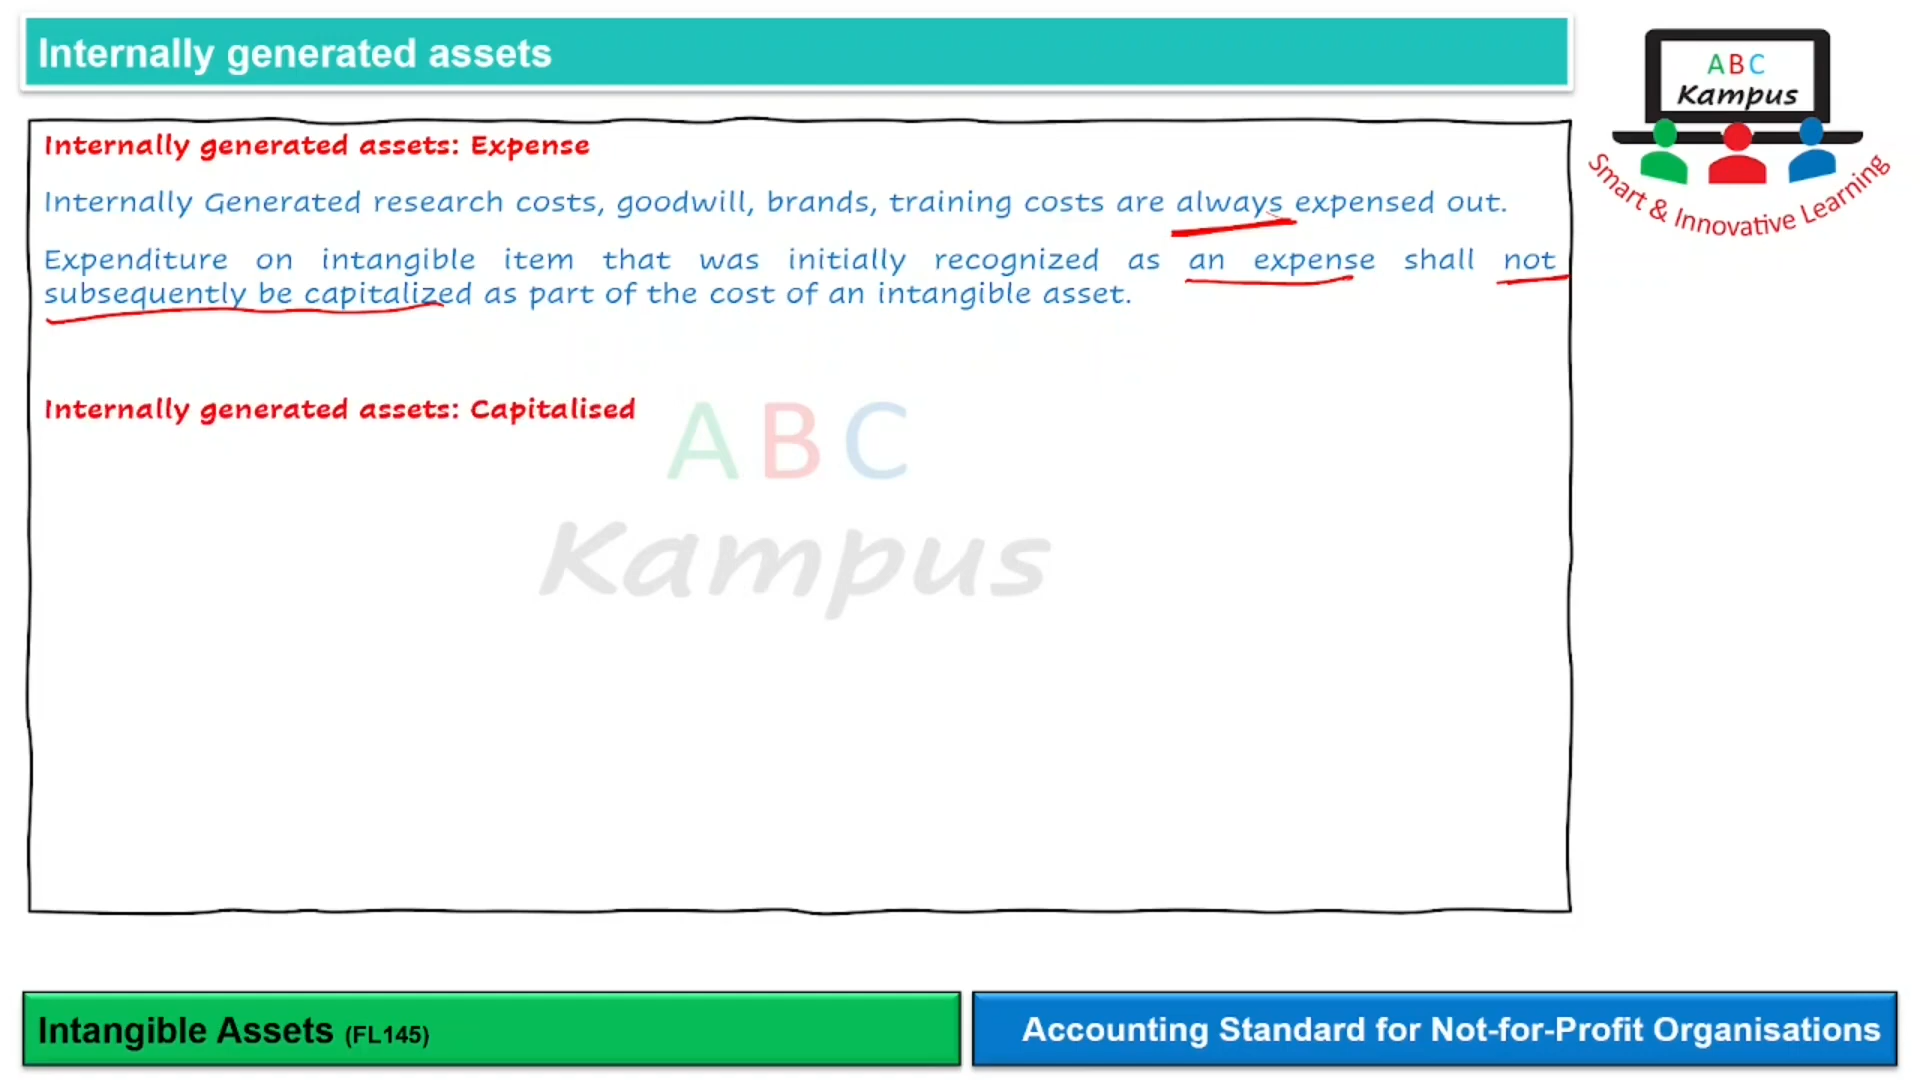 Internally generated assets
ABC
Kampus
Smart & Innovative Learning
Internally generated assets: Expense
Internally Generated research costs, goodwill, brands, training costs are always expensed out.
Expenditure on intangible item that was initially recognized as an expense shall not
subsequently be capitalized as part of the cost of an intangible asset.
Internally generated assets: Capitalised
ABC
Kampus
Intangible Assets (FL145)
Accounting Standard for Not-for-Profit Organisations